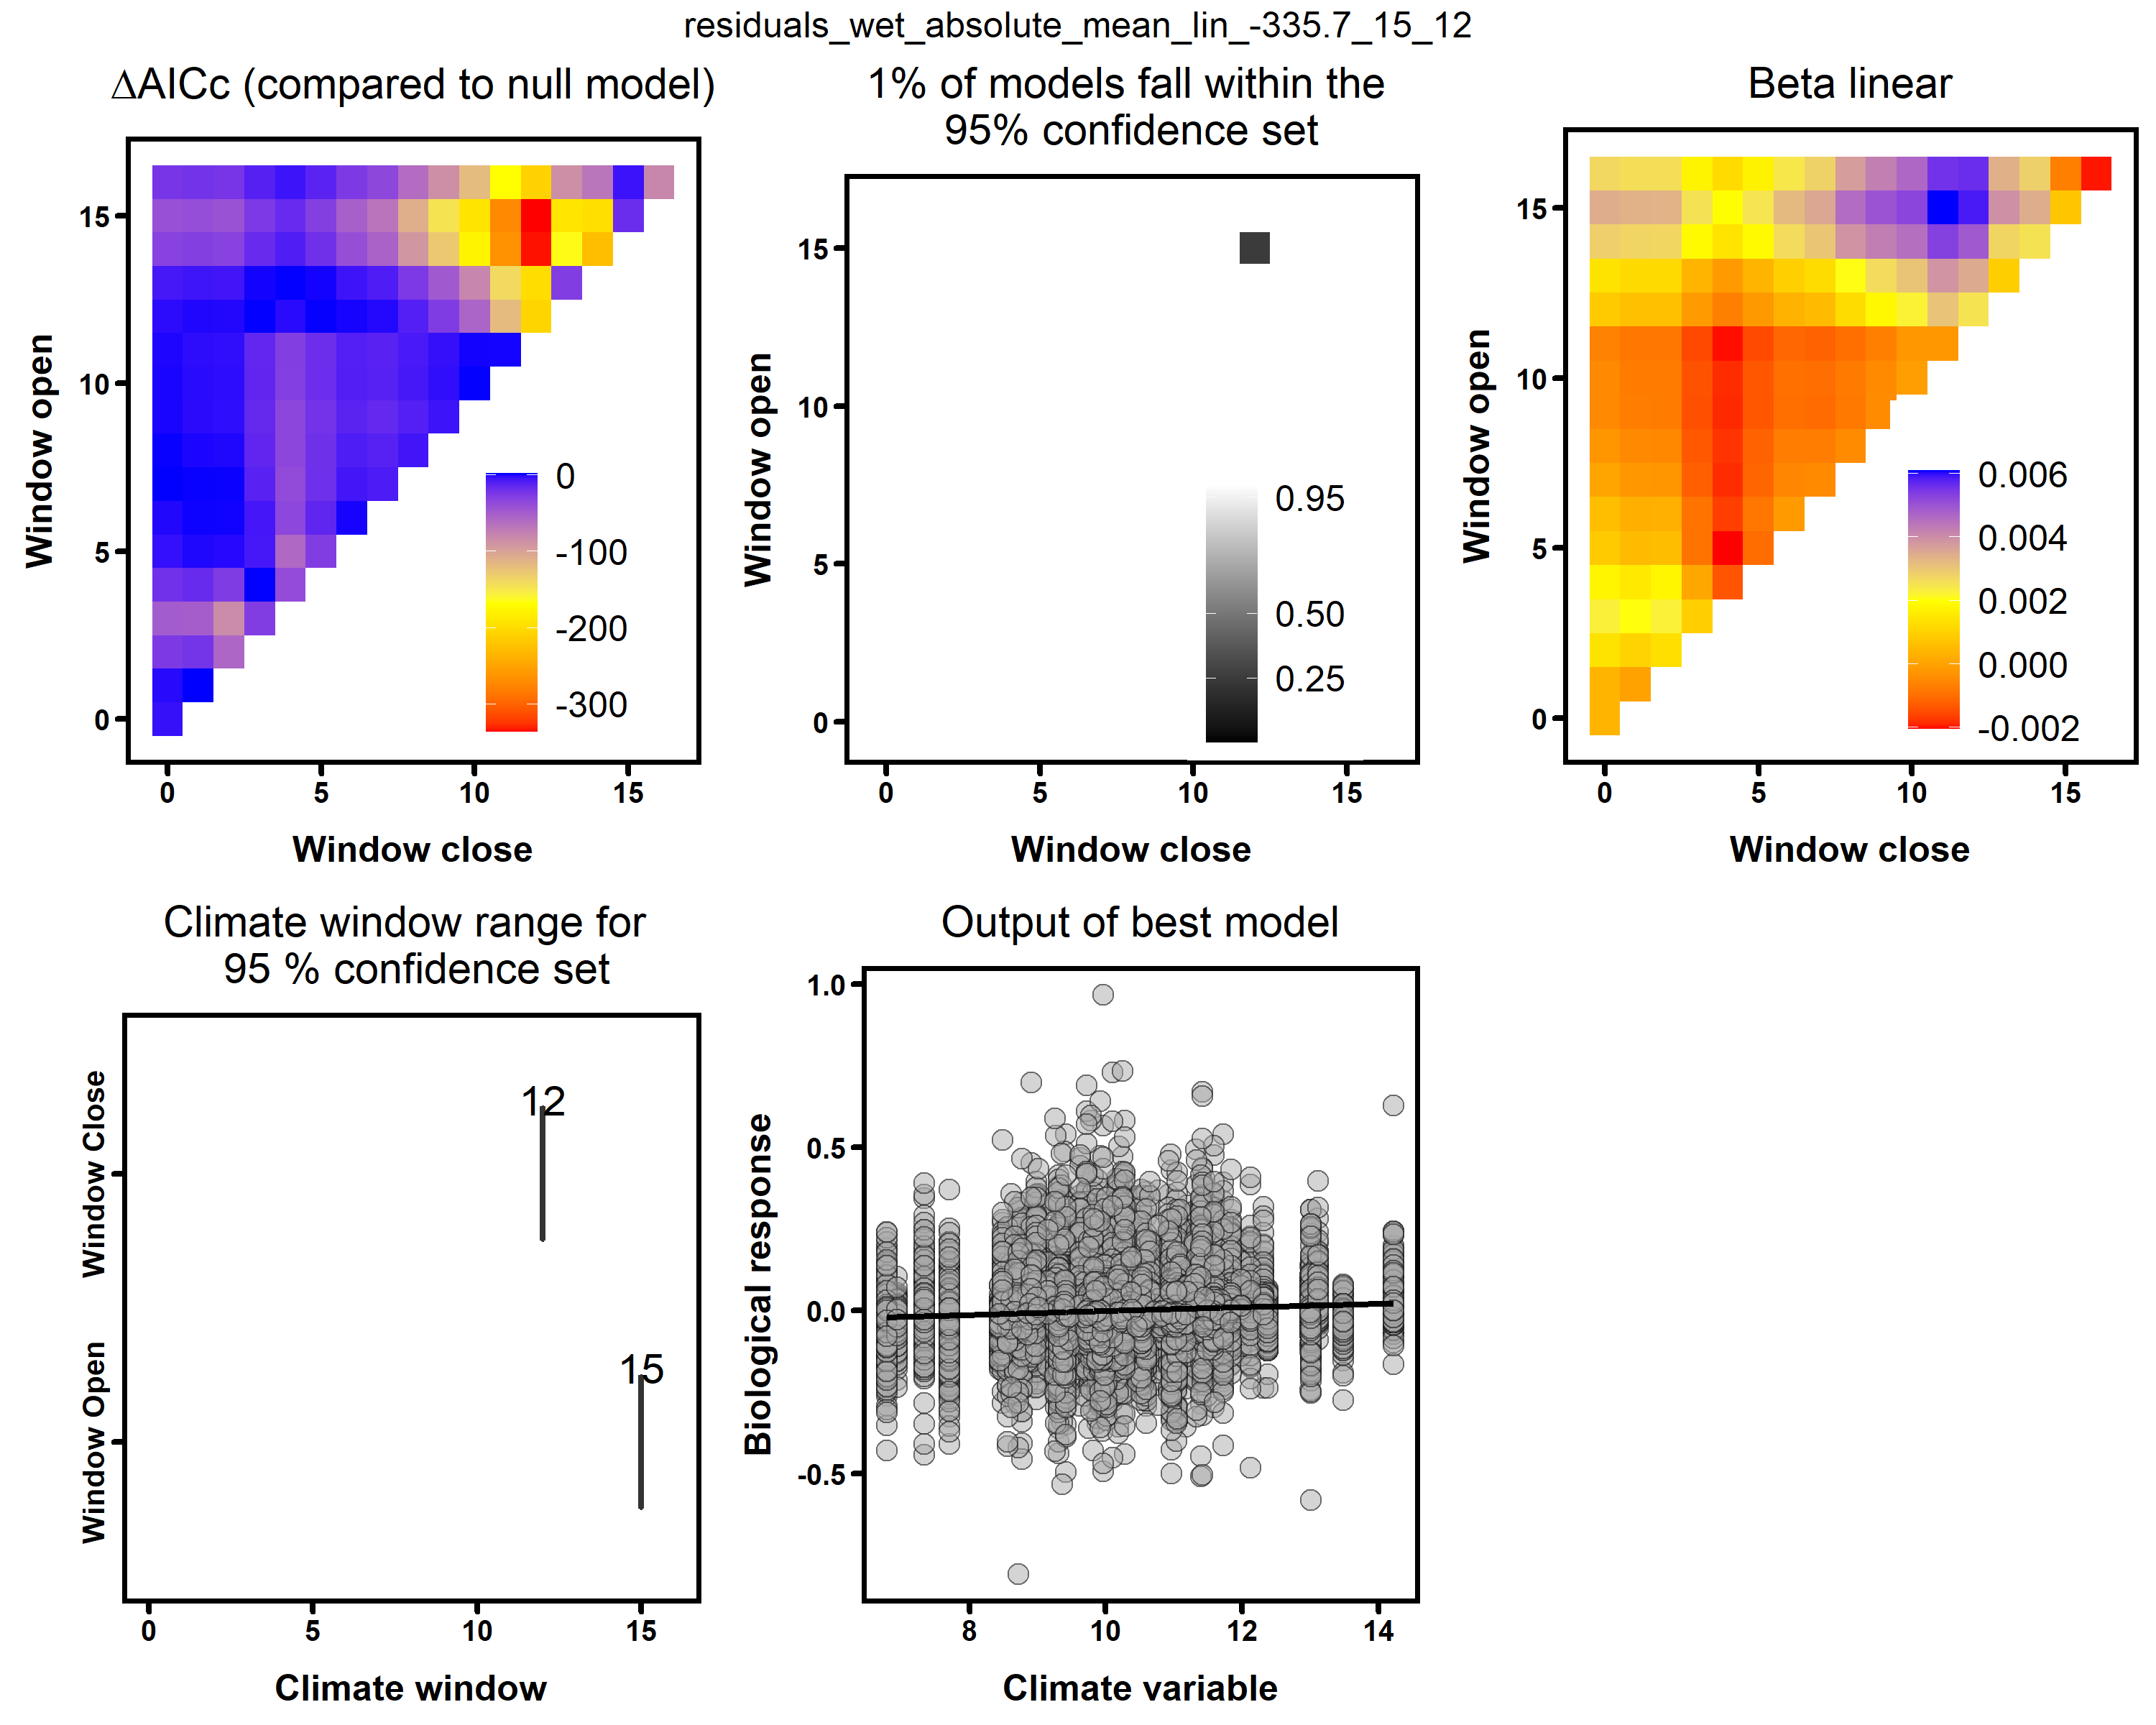 residuals_wet_absolute_mean_lin_-335.7_15_12
ΔAICc (compared to null model)
Window open
15
10
5
0
0
-100
-200
-300
0 5 10 15
Window close
1% of models fall within the
95% confidence set
Window open
15
10
5
0
0.95
0.50
0.25
0 5 10 15
Window close
Beta linear
Window open
15
10
5
0
0.006
0.004
0.002
0.000
-0.002
0 5 10 15
Window close
Climate window range for
95 % confidence set
Window Close
Window Open
12
15
0 5 10 15
Climate window
Output of best model
Biological response
1.0
0.5
0.0
-0.5
8 10 12 14
Climate variable